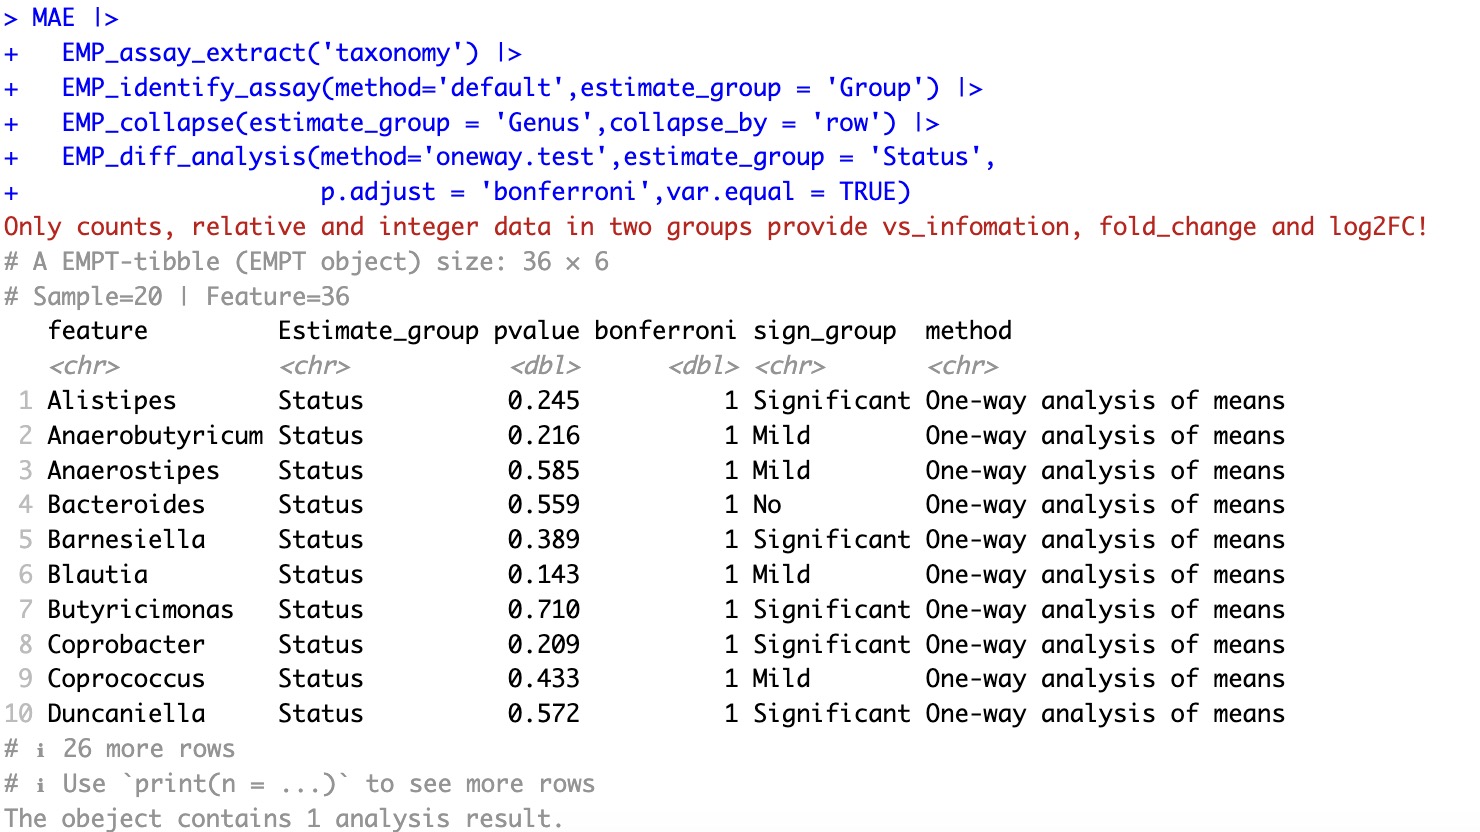 > MAE |>
+   EMP_assay_extract('taxonomy') |>
+   EMP_identify_assay(method='default',estimate_group = 'Group') |>
+   EMP_collapse(estimate_group = 'Genus',collapse_by = 'row') |>
+   EMP_diff_analysis(method='oneway.test',estimate_group = 'Status',
+                     p.adjust = 'bonferroni',var.equal = TRUE)
Only counts, relative and integer data in two groups provide vs_infomation, fold_change and log2FC!
# A EMPT-tibble (EMPT object) size: 36 × 6
# Sample=20 | Feature=36
   feature         Estimate_group pvalue bonferroni sign_group  method
   <chr>           <chr>           <dbl>      <dbl> <chr>       <chr>
 1 Alistipes       Status          0.245          1 Significant One-way analysis of means
 2 Anaerobutyricum Status          0.216          1 Mild        One-way analysis of means
 3 Anaerostipes    Status          0.585          1 Mild        One-way analysis of means
 4 Bacteroides     Status          0.559          1 No          One-way analysis of means
 5 Barnesiella     Status          0.389          1 Significant One-way analysis of means
 6 Blautia         Status          0.143          1 Mild        One-way analysis of means
 7 Butyricimonas   Status          0.710          1 Significant One-way analysis of means
 8 Coprobacter     Status          0.209          1 Significant One-way analysis of means
 9 Coprococcus     Status          0.433          1 Mild        One-way analysis of means
10 Duncaniella     Status          0.572          1 Significant One-way analysis of means
# ℹ 26 more rows
# ℹ Use `print(n = ...)` to see more rows
The obeject contains 1 analysis result.